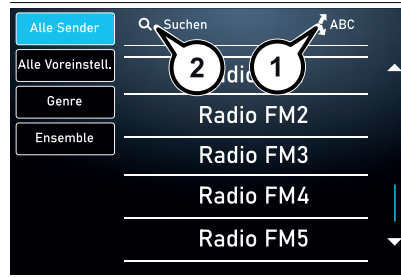 Alle Sender
Suchen
ABC
Alle Voreinstell.
2
1
Genre
Radio FM2
Ensemble
Radio FM3
Radio FM4
Radio FM5